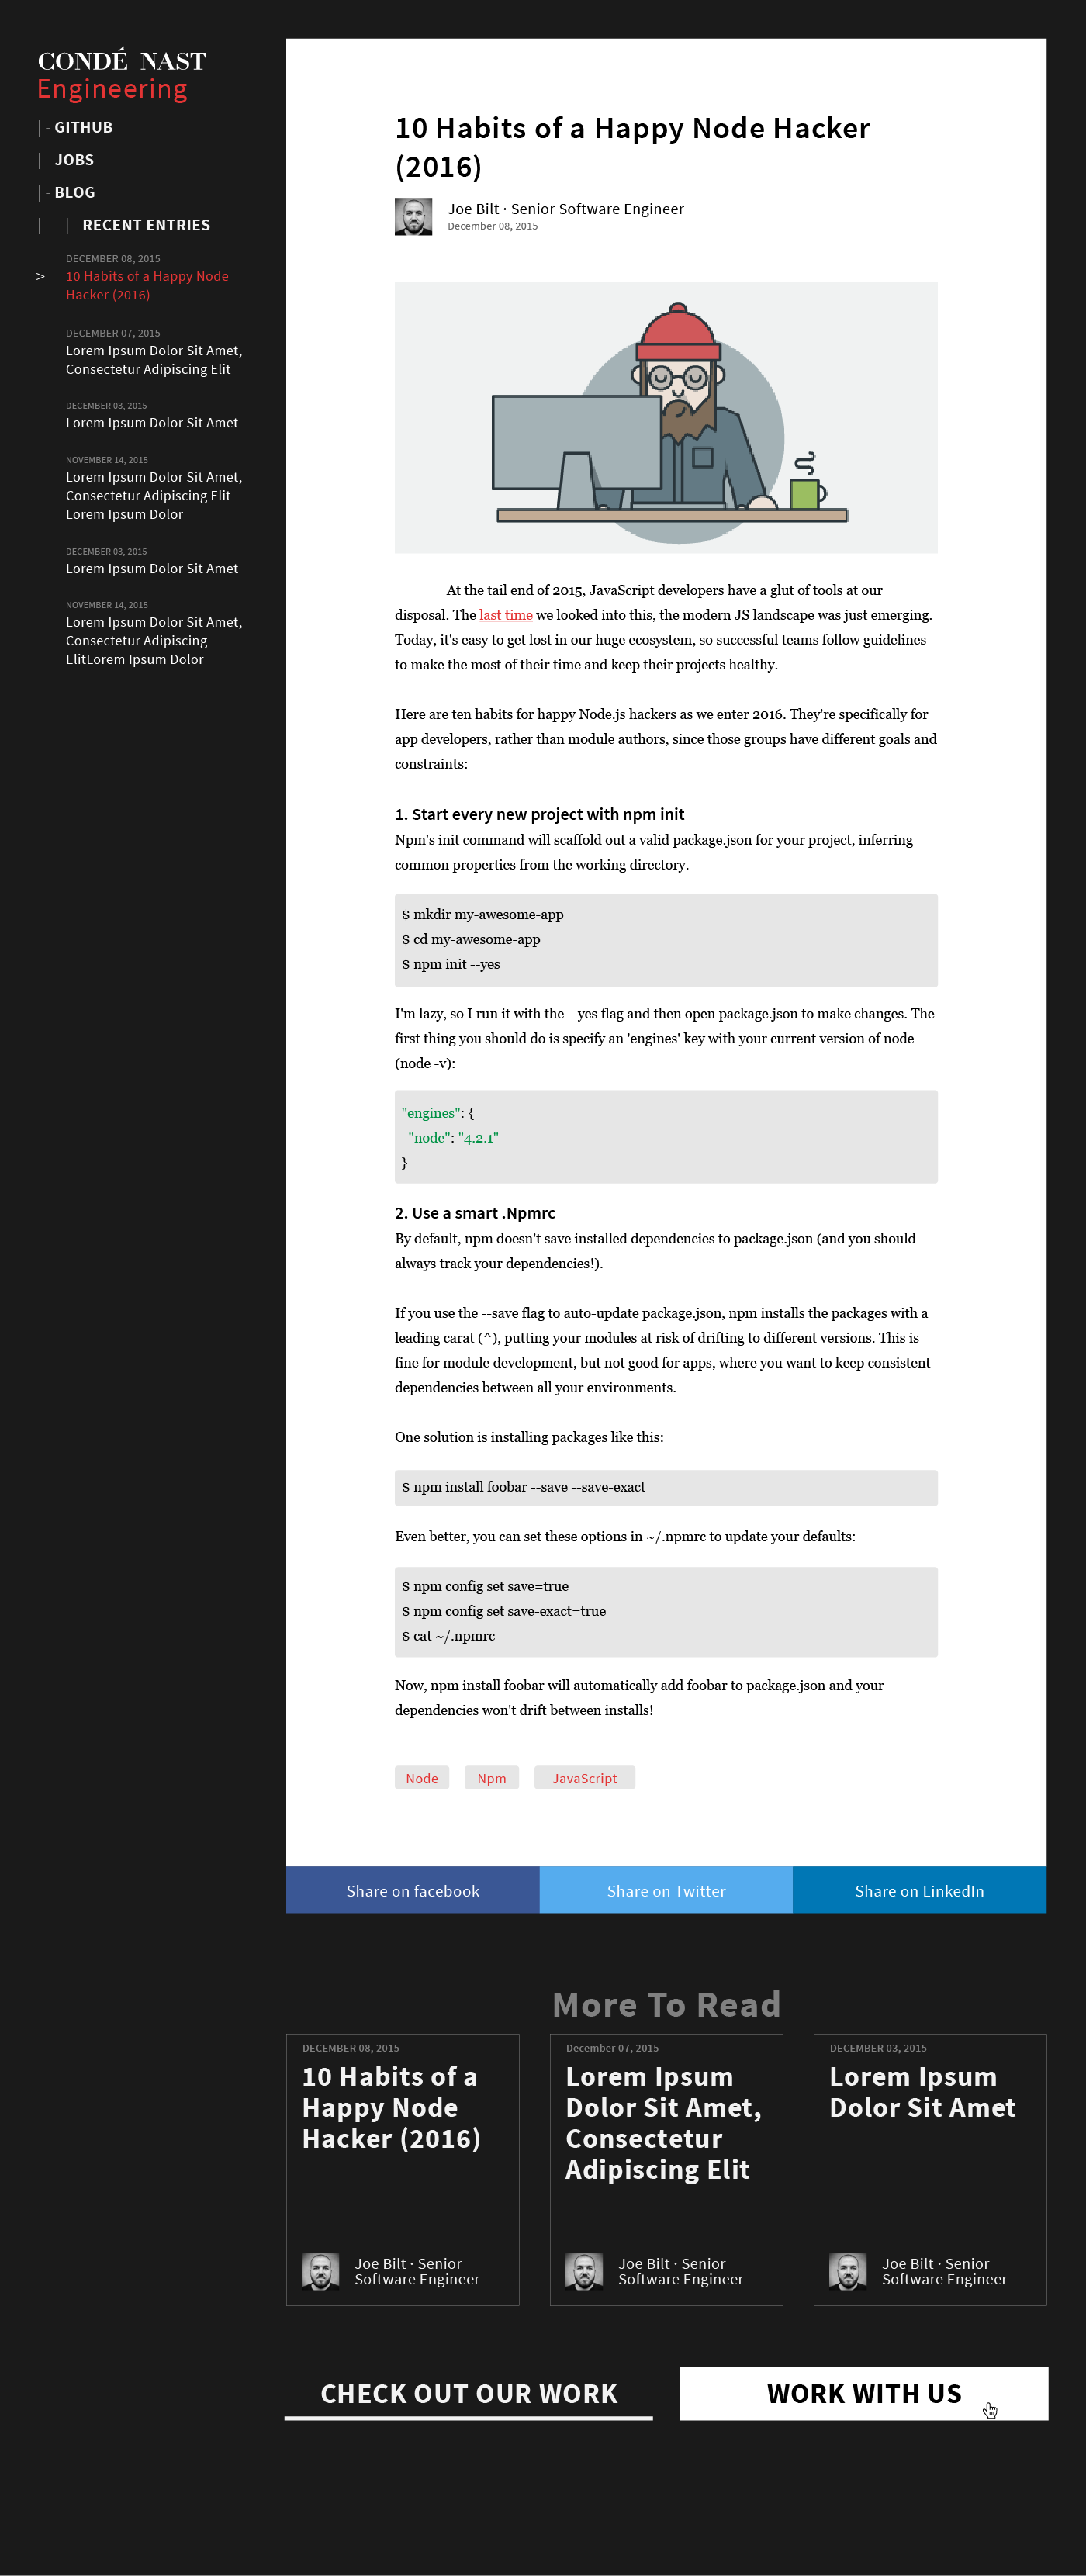 CONDÉ NAST
Engineering
|- GITHUB
|- JOBS
|- BLOG
| |- RECENT ENTRIES
DECEMBER 08, 2015
> 10 Habits of a Happy Node
Hacker (2016)
DECEMBER 07, 2015
Lorem Ipsum Dolor Sit Amet,
Consectetur Adipiscing Elit
DECEMBER 03, 2015
Lorem Ipsum Dolor Sit Amet
NOVEMBER 14, 2015
Lorem Ipsum Dolor Sit Amet,
Consectetur Adipiscing Elit
Lorem Ipsum Dolor
DECEMBER 03, 2015
Lorem Ipsum Dolor Sit Amet
NOVEMBER 14, 2015
Lorem Ipsum Dolor Sit Amet,
Consectetur Adipiscing
ElitLorem Ipsum Dolor
10 Habits of a Happy Node Hacker
(2016)
Joe Bilt · Senior Software Engineer
December 08, 2015
At the tail end of 2015, JavaScript developers have a glut of tools at our
disposal. The last time we looked into this, the modern JS landscape was just emerging.
Today, it's easy to get lost in our huge ecosystem, so successful teams follow guidelines
to make the most of their time and keep their projects healthy.
Here are ten habits for happy Node.js hackers as we enter 2016. They're specifically for
app developers, rather than module authors, since those groups have different goals and
constraints:
1. Start every new project with npm init
Npm's init command will scaffold out a valid package.json for your project, inferring
common properties from the working directory.
$ mkdir my-awesome-app
$ cd my-awesome-app
$ npm init --yes
I'm lazy, so I run it with the --yes flag and then open package.json to make changes. The
first thing you should do is specify an 'engines' key with your current version of node
(node -v):
"engines": {
"node": "4.2.1"
}
2. Use a smart .Npmrc
By default, npm doesn't save installed dependencies to package.json (and you should
always track your dependencies!).
If you use the --save flag to auto-update package.json, npm installs the packages with a
leading carat (^), putting your modules at risk of drifting to different versions. This is
fine for module development, but not good for apps, where you want to keep consistent
dependencies between all your environments.
One solution is installing packages like this:
$ npm install foobar --save --save-exact
Even better, you can set these options in ~/.npmrc to update your defaults:
$ npm config set save=true
$ npm config set save-exact=true
$ cat ~/.npmrc
Now, npm install foobar will automatically add foobar to package.json and your
dependencies won't drift between installs!
Node Npm JavaScript
Share on facebook Share on Twitter Share on LinkedIn
More To Read
DECEMBER 08, 2015
10 Habits of a
Happy Node
Hacker (2016)
Joe Bilt · Senior
Software Engineer
December 07, 2015
Lorem Ipsum
Dolor Sit Amet,
Consectetur
Adipiscing Elit
Joe Bilt · Senior
Software Engineer
DECEMBER 03, 2015
Lorem Ipsum
Dolor Sit Amet
Joe Bilt · Senior
Software Engineer
CHECK OUT OUR WORK WORK WITH US